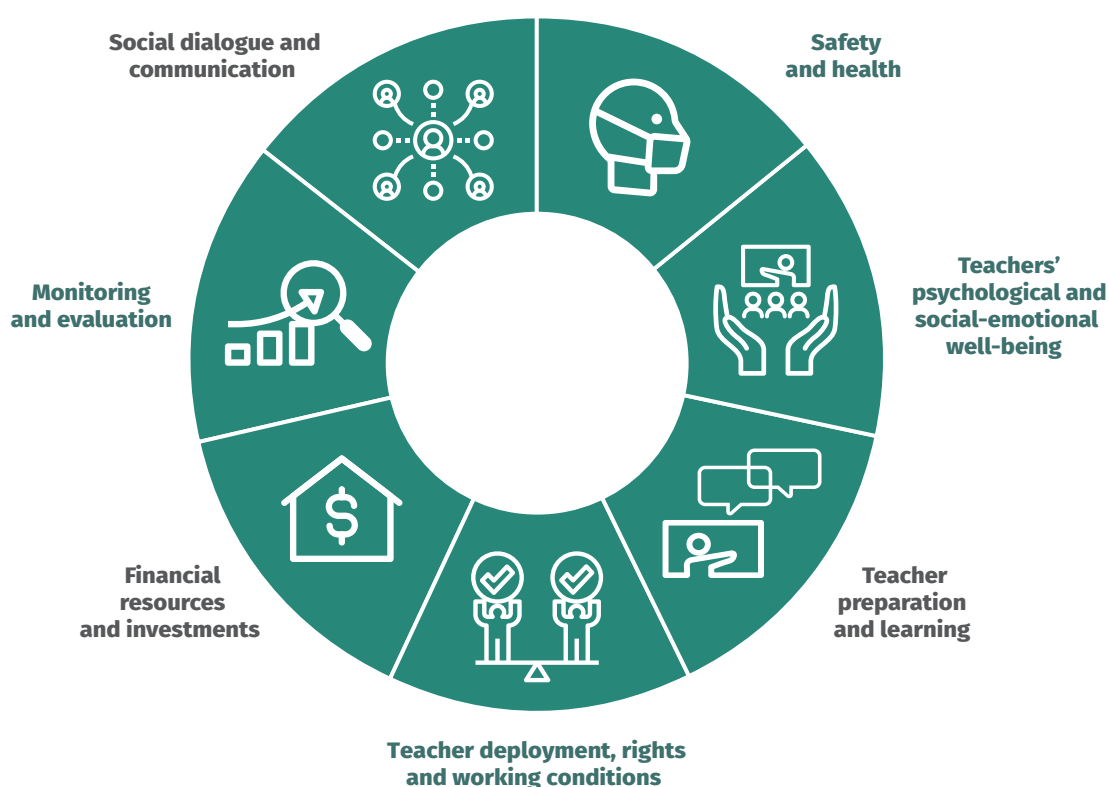 Social dialogue and
communication
Safety
and health
Teachers’
psychological and
social-emotional
well-being
Teacher
preparation
and learning
Teacher deployment, rights
and working conditions
Financial
resources
and investments
Monitoring
and evaluation
$